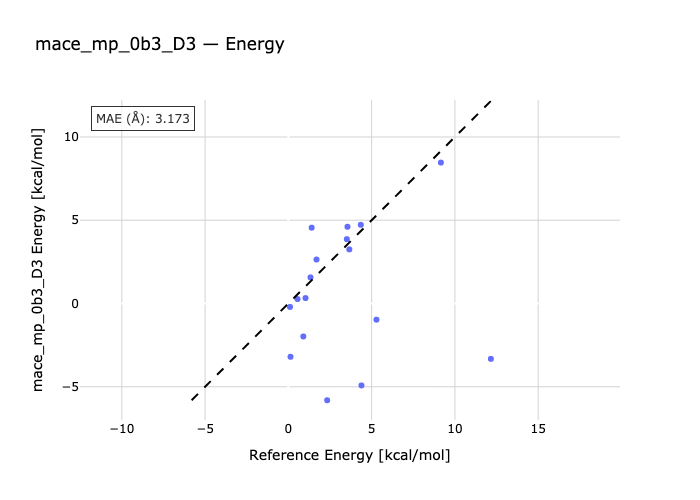 mace_mp_0b3_D3 — Energy
MAE (Å): 3.173
mace_mp_0b3_D3 Energy [kcal/mol]
10
5
0
−5
−10
−5
0
5
10
15
Reference Energy [kcal/mol]